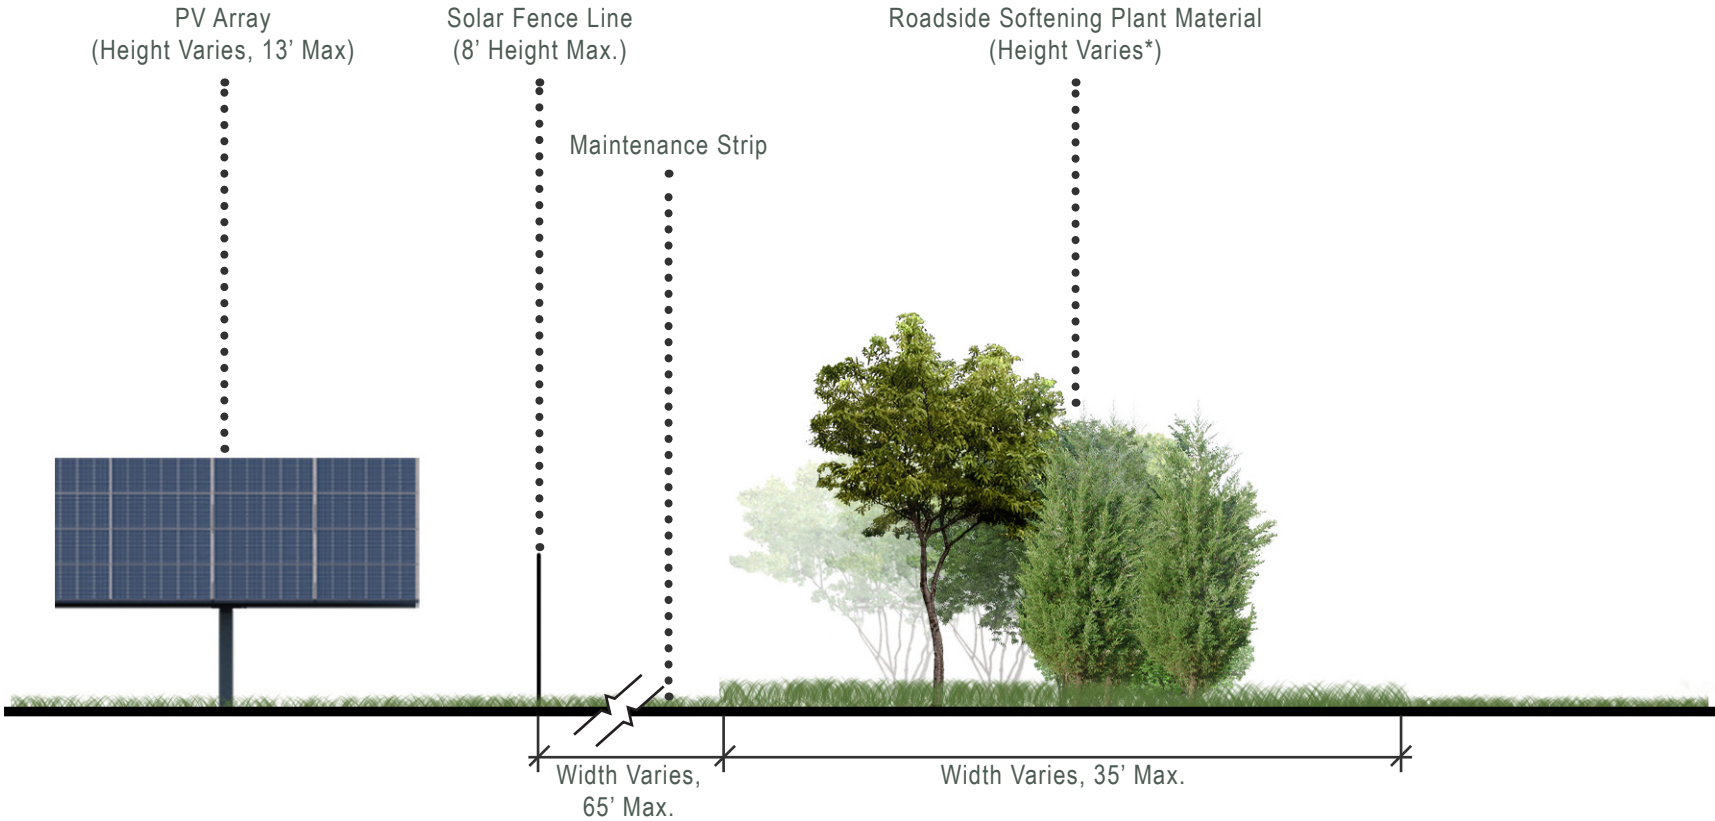 PV Array
(Height Varies, 13’ Max)
Solar Fence Line
(8’ Height Max.)
Roadside Softening Plant Material
(Height Varies*)
Maintenance Strip
Width Varies,
65’ Max.
Width Varies, 35’ Max.